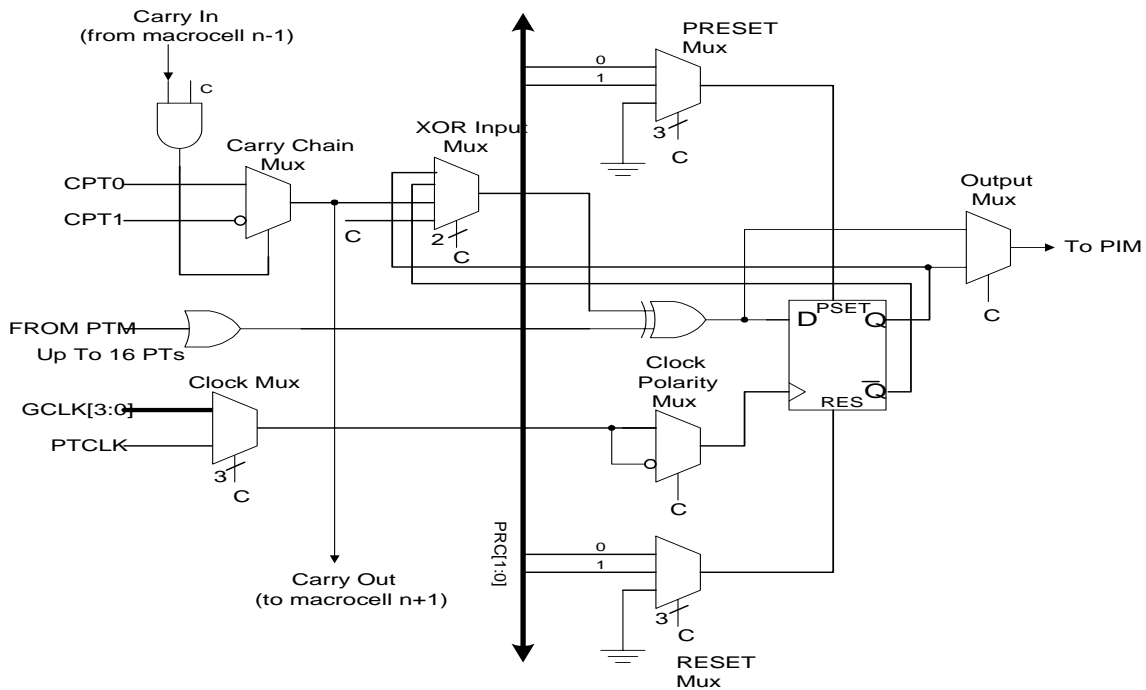 Carry In
(from macrocell n-1)
C
PRESET
Mux
0
1
3
C
XOR Input
Mux
Carry Chain
Mux
CPT0
CPT1
C
2
C
Output
Mux
To PIM
C
FROM PTM
Up To 16 PTs
PSET
D
Q
Q
RES
Clock
Polarity
Mux
C
Clock Mux
GCLK[3:0]
PTCLK
3
C
PRC[1:0]
0
1
3
C
RESET
Mux
Carry Out
(to macrocell n+1)